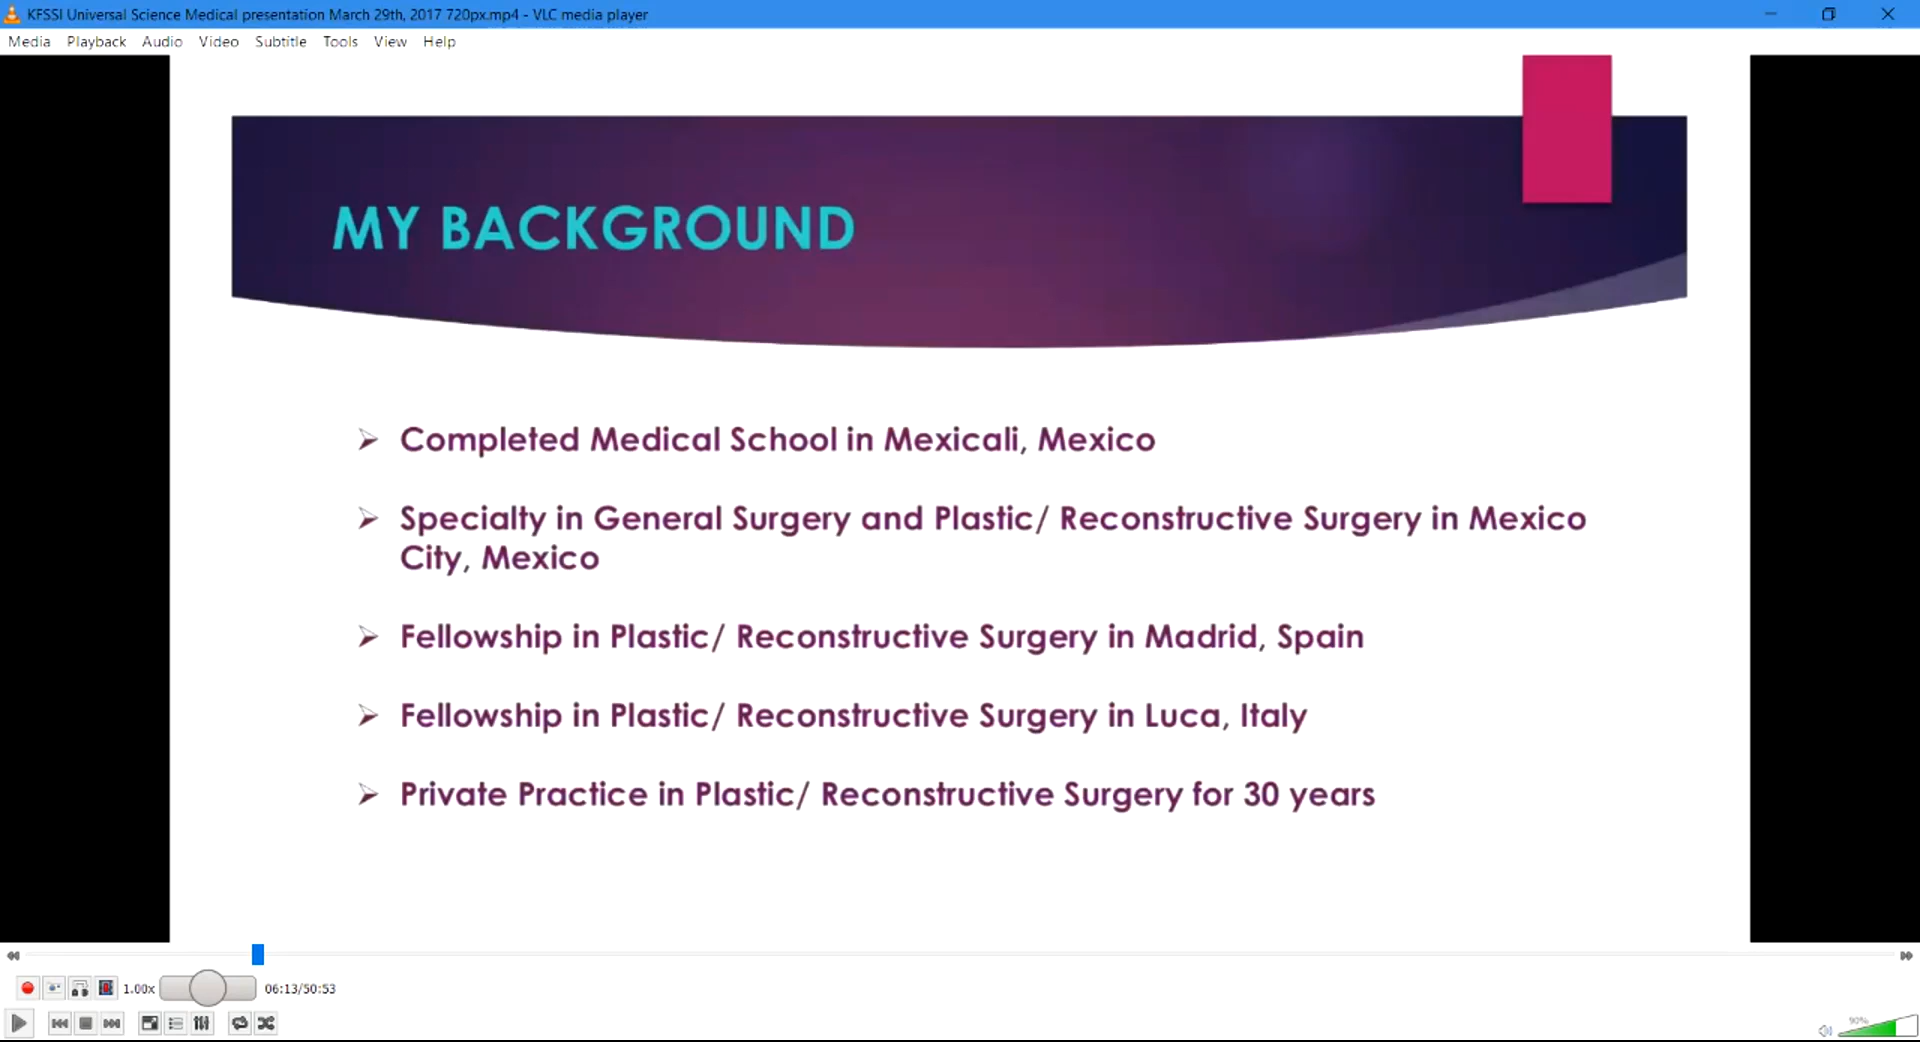 KFSSI Universal Science Medical presentation March 29th, 2017 720px.mp4 - VLC media player
Media Playback Audio Video Subtitle Tools View Help
MY BACKGROUND
Completed Medical School in Mexicali, Mexico
Specialty in General Surgery and Plastic/ Reconstructive Surgery in Mexico
City, Mexico
Fellowship in Plastic/ Reconstructive Surgery in Madrid, Spain
Fellowship in Plastic/ Reconstructive Surgery in Luca, Italy
Private Practice in Plastic/ Reconstructive Surgery for 30 years
1.00x 06:13/50:53
90%